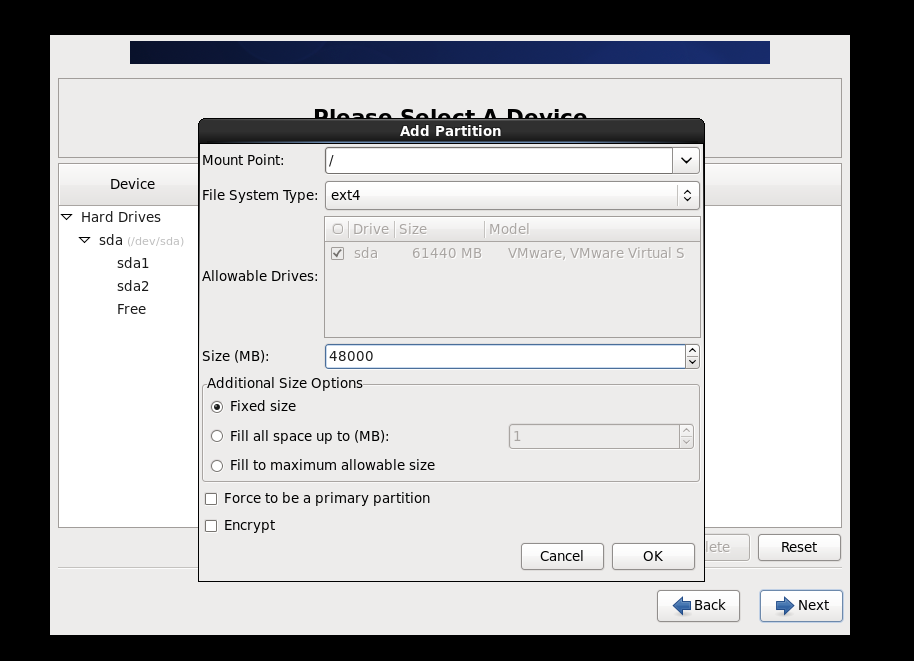 Please Select A Device
Add Partition
Mount Point: /
File System Type: ext4
Device
Drive Size Model
Hard Drives
sda (/dev/sda)
sda 61440 MB VMware, VMware Virtual S
sda1
Allowable Drives:
sda2
Free
Size (MB): 48000
Additional Size Options
Fixed size
Fill all space up to (MB): 1
Fill to maximum allowable size
Force to be a primary partition
Encrypt
Cancel OK
lete Reset
Back Next